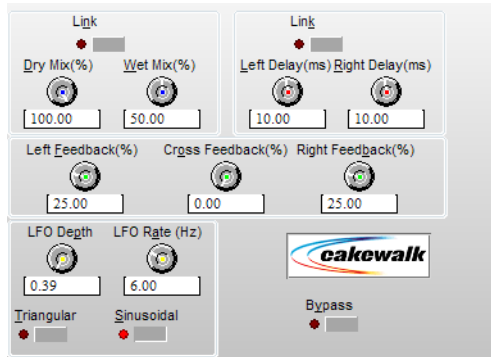 Link
Dry Mix(%) Wet Mix(%)
100.00 50.00
Link
Left Delay(ms) Right Delay(ms)
10.00 10.00
Left Feedback(%) Cross Feedback(%) Right Feedback(%)
25.00 0.00 25.00
LFO Depth LFO Rate (Hz)
0.39 6.00
Triangular Sinusoidal
cakewalk
Bypass